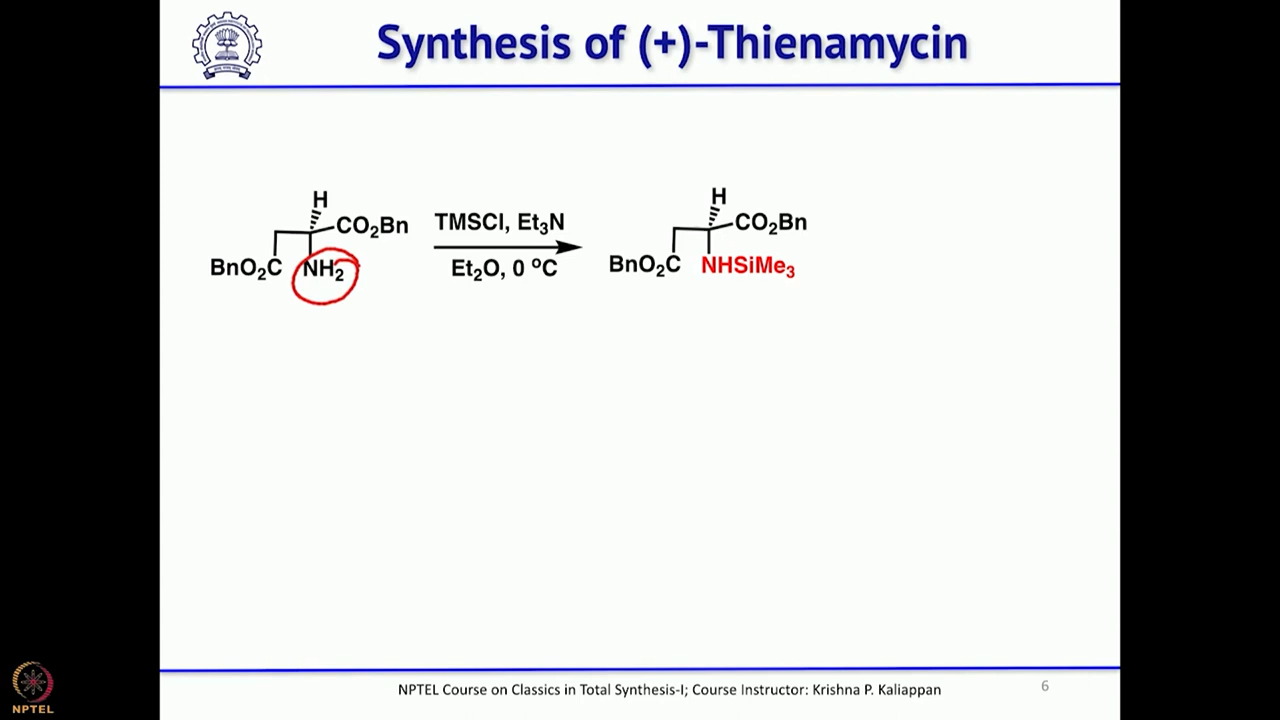 Synthesis of (+)-Thienamycin
H
CO₂Bn
BnO₂C NH₂
TMSCl, Et₃N
Et₂O, 0 ºC
H
CO₂Bn
BnO₂C NHSiMe₃
NPTEL Course on Classics in Total Synthesis-I; Course Instructor: Krishna P. Kaliappan
6
NPTEL